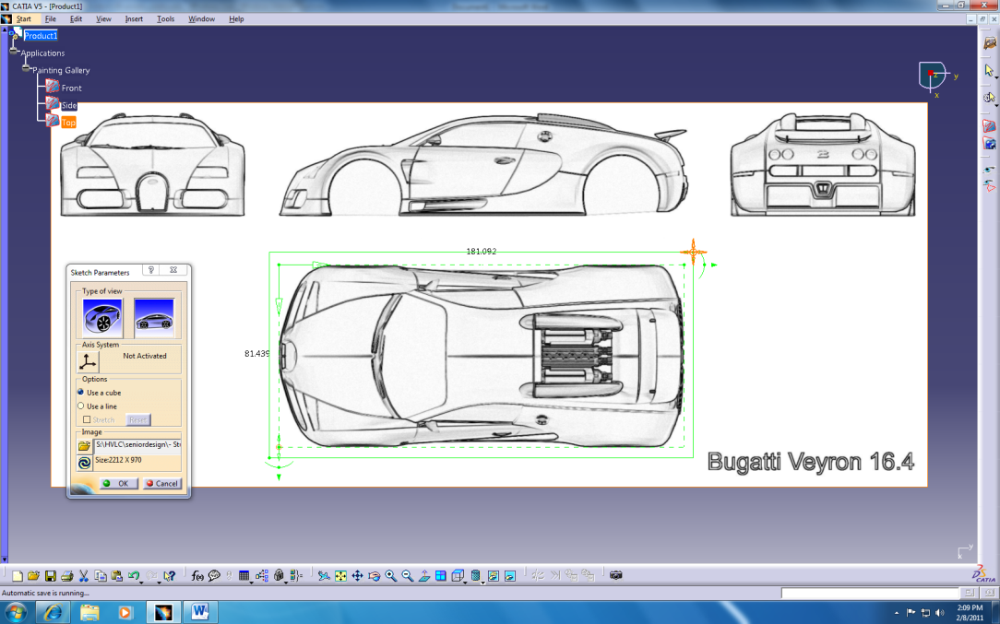 CATIA V5 - [Product1]
Start File Edit View Insert Tools Window Help
Product1
Applications
Painting Gallery
Front
Side
Top
z
y
x
181.092
81.439
Sketch Parameters
Type of view
Axis System
Not Activated
Options
Use a cube
Use a line
Stretch Reset
Image
S:\HVLC\seniordesign\- St
Size:2212 X 970
OK Cancel
Bugatti Veyron 16.4
y
x
f(x)
CATIA
Automatic save is running...
W
2:09 PM
2/8/2011